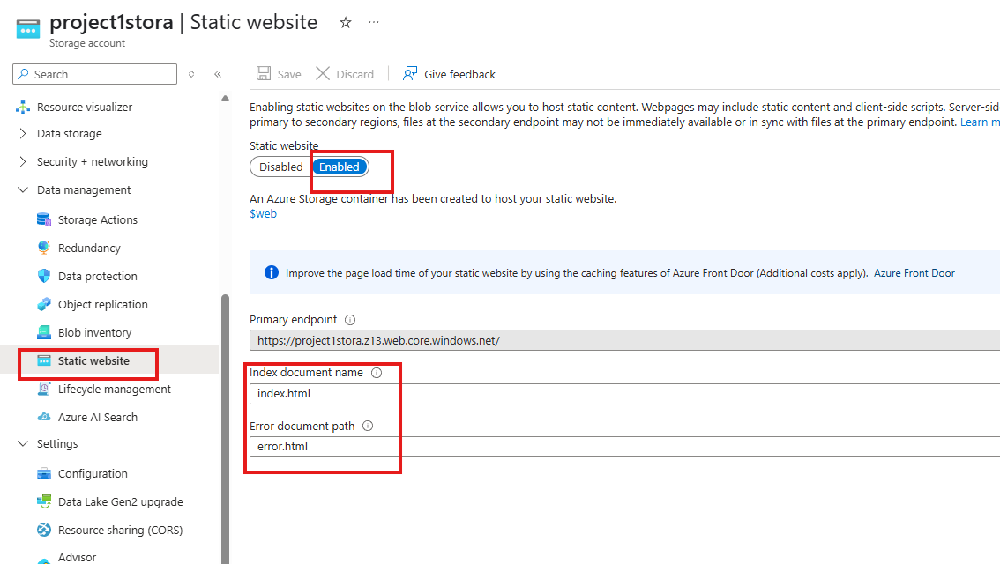 project1stora | Static website
Storage account
Search
Resource visualizer
Data storage
Security + networking
Data management
Storage Actions
Redundancy
Data protection
Object replication
Blob inventory
Static website
Lifecycle management
Azure AI Search
Settings
Configuration
Data Lake Gen2 upgrade
Resource sharing (CORS)
Advisor
Save Discard Give feedback
Enabling static websites on the blob service allows you to host static content. Webpages may include static content and client-side scripts. Server-sid
primary to secondary regions, files at the secondary endpoint may not be immediately available or in sync with files at the primary endpoint. Learn m
Static website
Disabled Enabled
An Azure Storage container has been created to host your static website.
$web
Improve the page load time of your static website by using the caching features of Azure Front Door (Additional costs apply). Azure Front Door
Primary endpoint
https://project1stora.z13.web.core.windows.net/
Index document name
index.html
Error document path
error.html